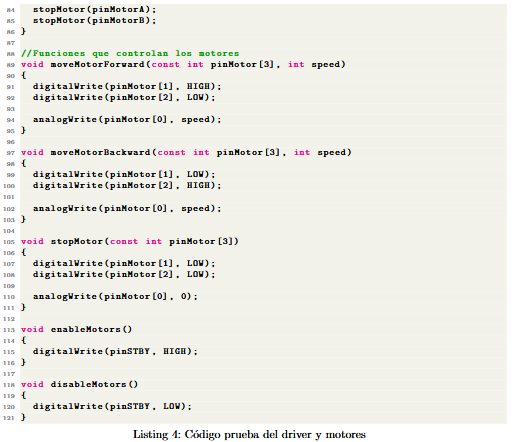 84 stopMotor(pinMotorA);
85 stopMotor(pinMotorB);
86 }
87
88 //Funciones que controlan los motores
89 void moveMotorForward(const int pinMotor[3], int speed)
90 {
91 digitalWrite(pinMotor[1], HIGH);
92 digitalWrite(pinMotor[2], LOW);
93
94 analogWrite(pinMotor[0], speed);
95 }
96
97 void moveMotorBackward(const int pinMotor[3], int speed)
98 {
99 digitalWrite(pinMotor[1], LOW);
100 digitalWrite(pinMotor[2], HIGH);
101
102 analogWrite(pinMotor[0], speed);
103 }
104
105 void stopMotor(const int pinMotor[3])
106 {
107 digitalWrite(pinMotor[1], LOW);
108 digitalWrite(pinMotor[2], LOW);
109
110 analogWrite(pinMotor[0], 0);
111 }
112
113 void enableMotors()
114 {
115 digitalWrite(pinSTBY, HIGH);
116 }
117
118 void disableMotors()
119 {
120 digitalWrite(pinSTBY, LOW);
121 }
Listing 4: Código prueba del driver y motores